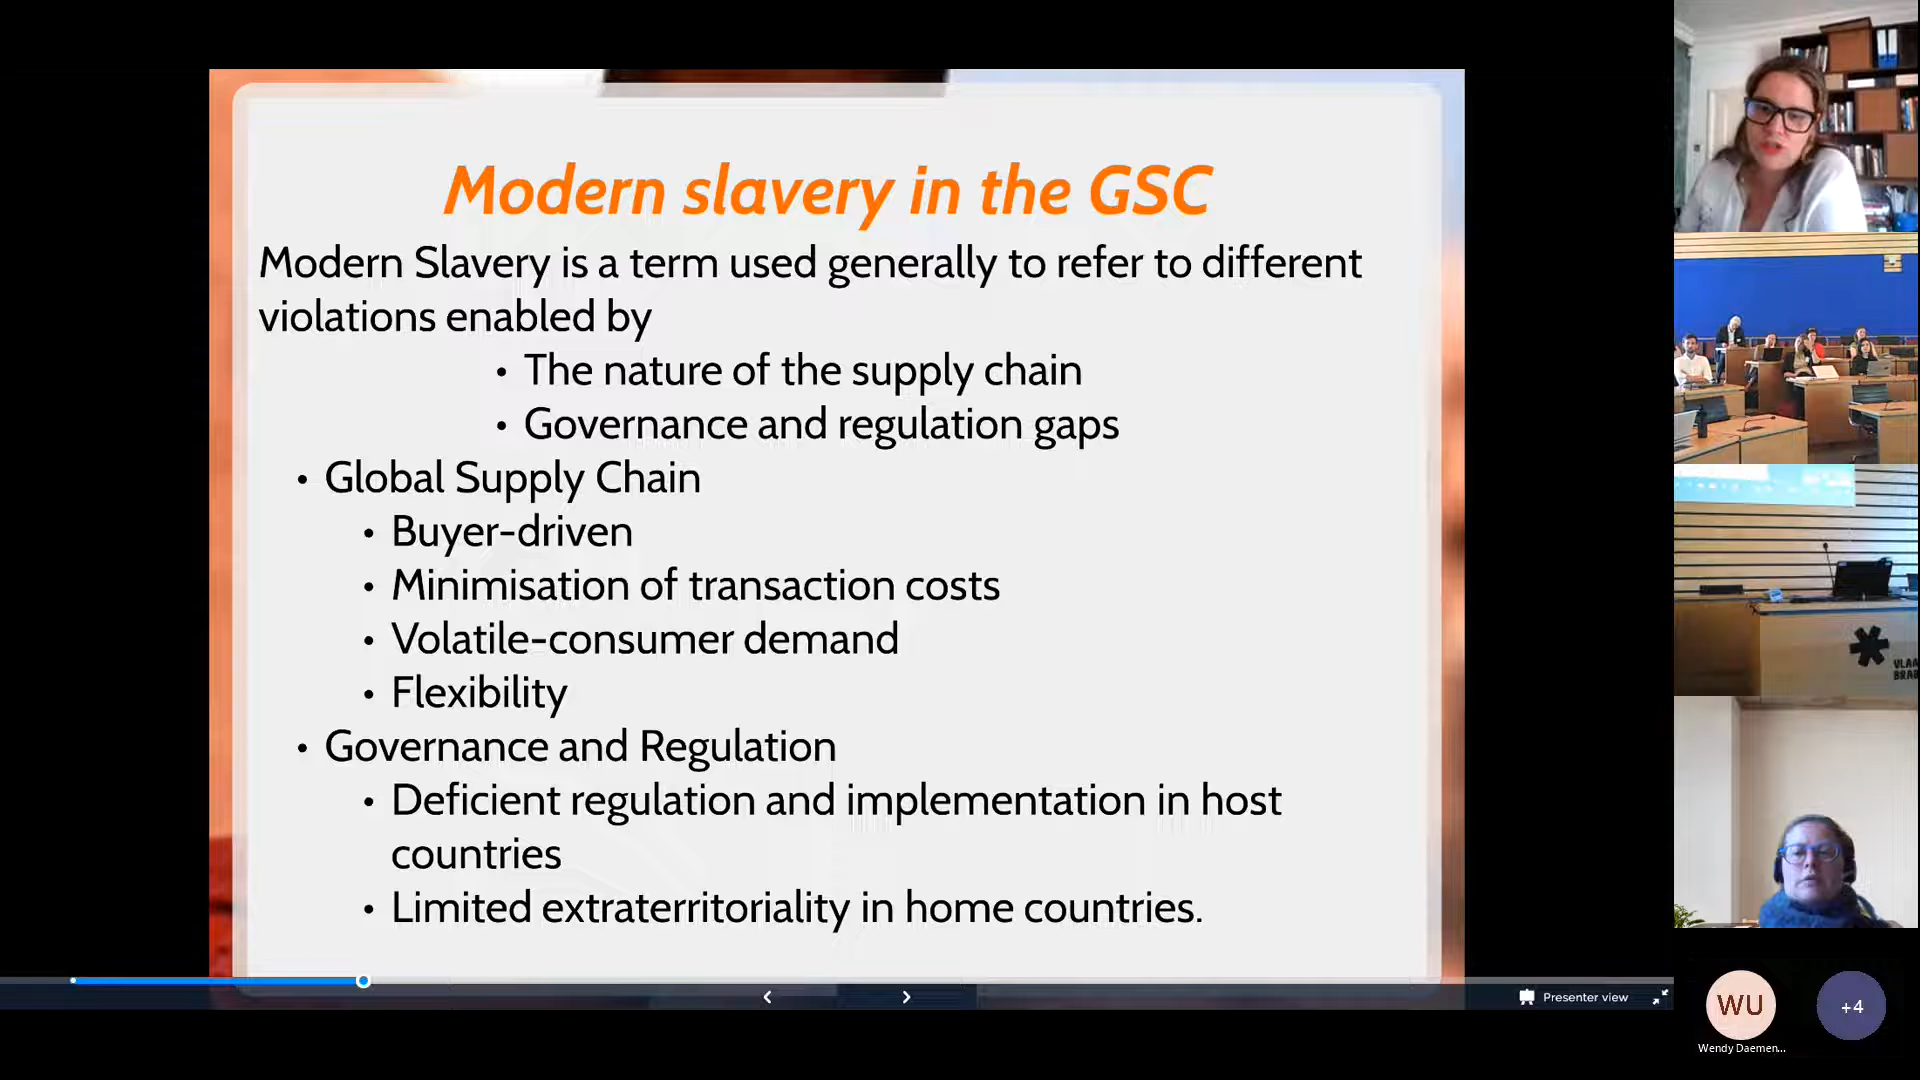 Modern slavery in the GSC
Modern Slavery is a term used generally to refer to different
violations enabled by
• The nature of the supply chain
• Governance and regulation gaps
• Global Supply Chain
• Buyer-driven
• Minimisation of transaction costs
• Volatile-consumer demand
• Flexibility
• Governance and Regulation
• Deficient regulation and implementation in host
countries
• Limited extraterritoriality in home countries.
Presenter view
VLAA
BRAB
WU
+4
Wendy Daemen...